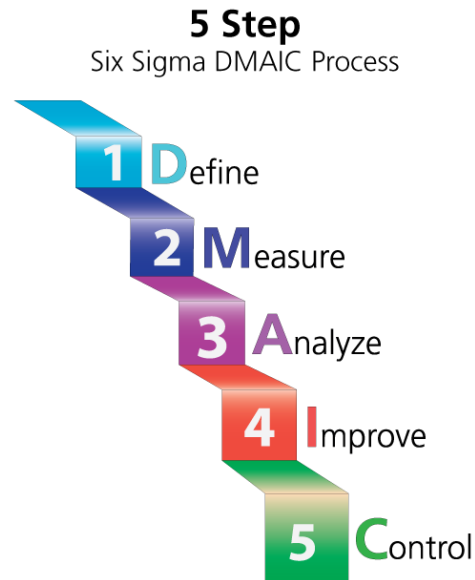 5 Step
Six Sigma DMAIC Process
1 Define
2 Measure
3 Analyze
4 Improve
5 Control